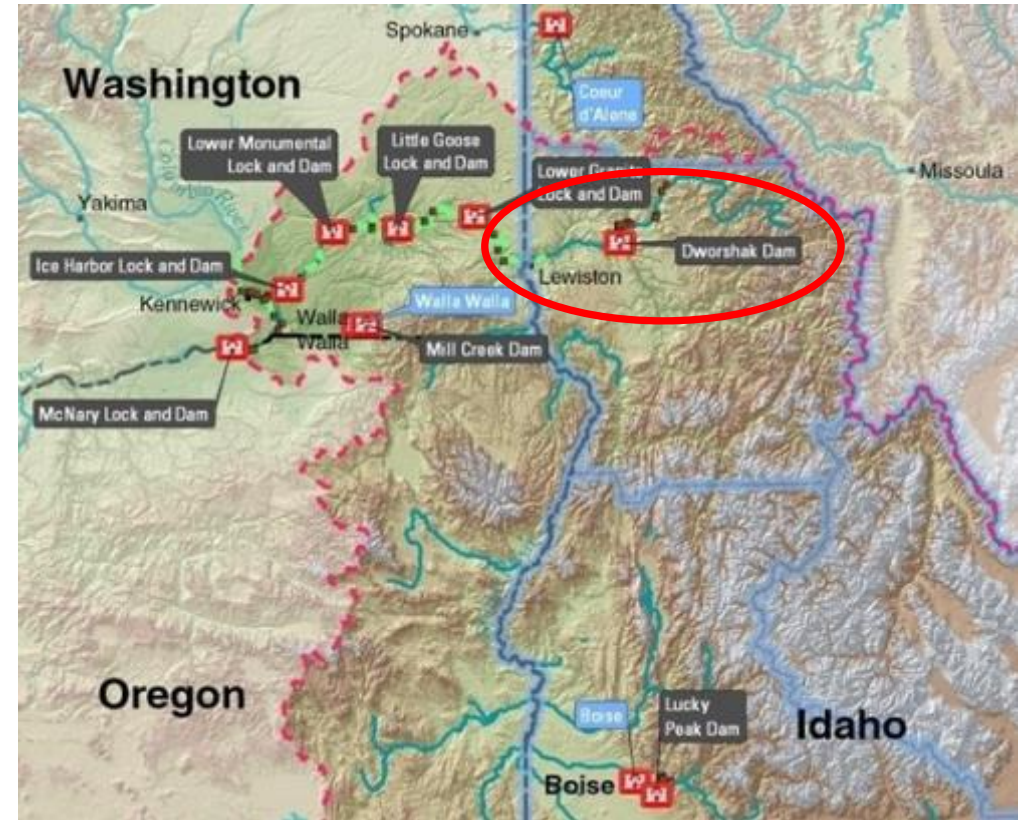 Spokane
Washington
Coeur
d'Alene
Lower Monumental
Lock and Dam
Little Goose
Lock and Dam
Lower Granite
Lock and Dam
Missoula
Yakima
Columbia River
Dworshak Dam
Ice Harbor Lock and Dam
Lewiston
Kennewick
Walla Walla
Walla
Walla
Mill Creek Dam
McNary Lock and Dam
Oregon
Boise
Lucky
Peak Dam
Idaho
Boise